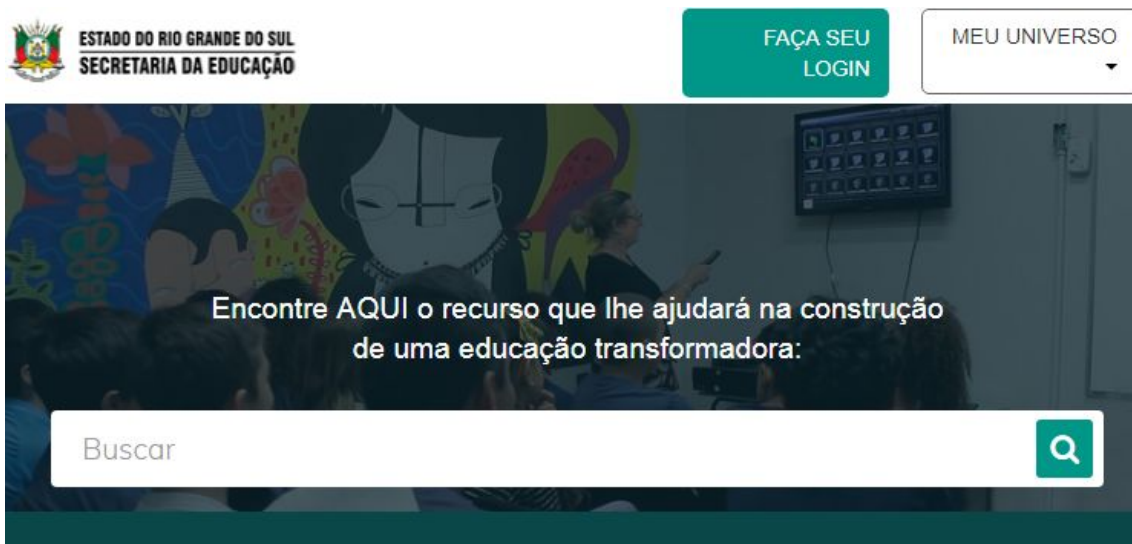 ESTADO DO RIO GRANDE DO SUL
SECRETARIA DA EDUCAÇÃO
FAÇA SEU
LOGIN
MEU UNIVERSO
Encontre AQUI o recurso que lhe ajudará na construção
de uma educação transformadora:
Buscar